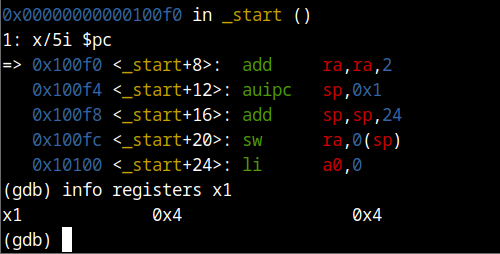 0x00000000000100f0 in _start ()
1: x/5i $pc
=> 0x100f0 <_start+8>: add ra,ra,2
0x100f4 <_start+12>: auipc sp,0x1
0x100f8 <_start+16>: add sp,sp,24
0x100fc <_start+20>: sw ra,0(sp)
0x10100 <_start+24>: li a0,0
(gdb) info registers x1
x1 0x4 0x4
(gdb)